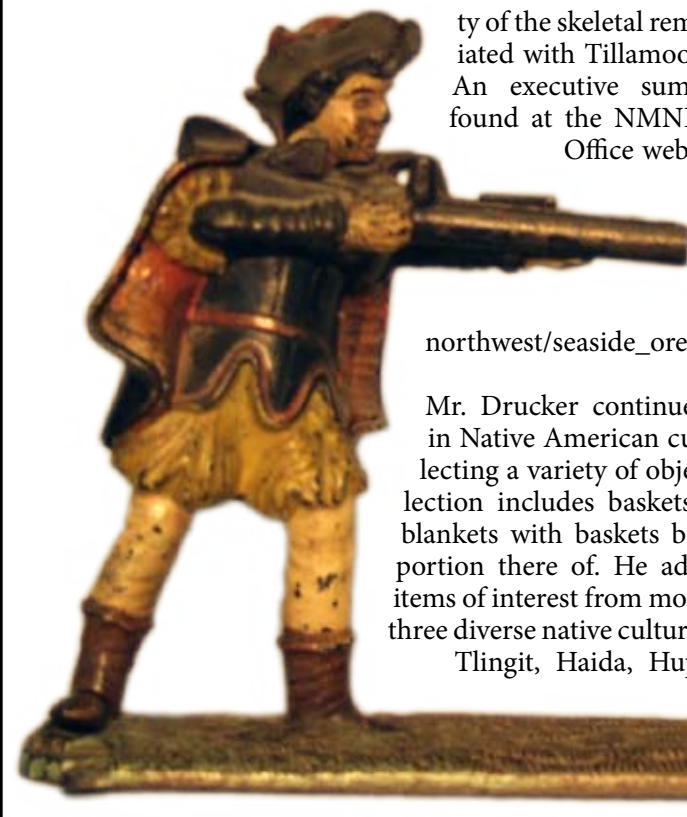 ty of the skeletal rem
iated with Tillamoo
An executive sum
found at the NMN
Office web
northwest/seaside_ore
Mr. Drucker continue
in Native American cu
lecting a variety of obje
lection includes baskets
blankets with baskets b
portion there of. He ad
items of interest from mo
three diverse native cultur
Tlingit, Haida, Hup